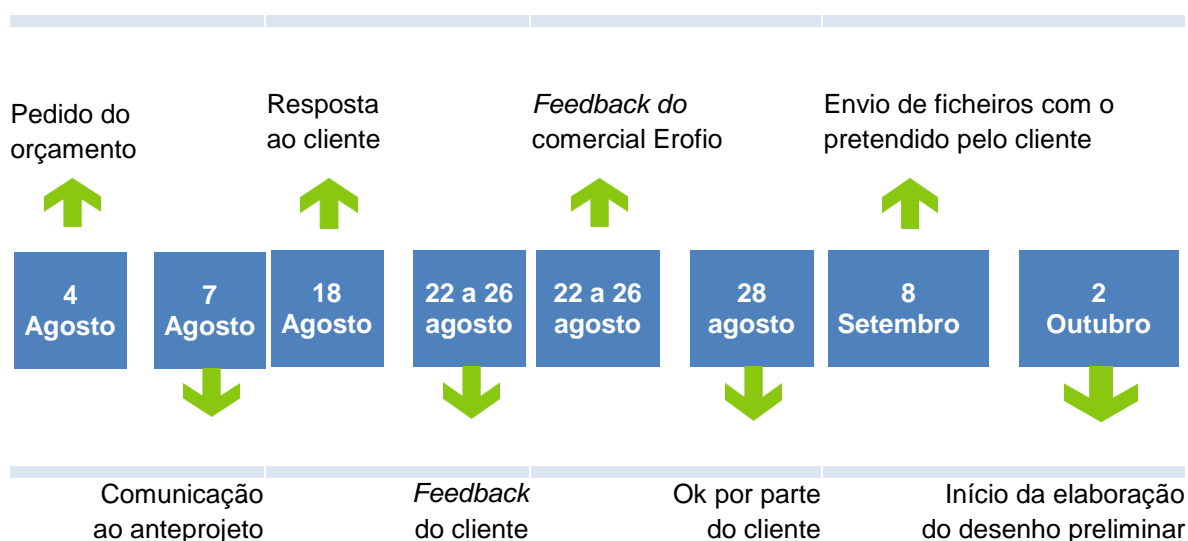 Pedido do
orçamento
Resposta
ao cliente
Feedback do
comercial Erofio
Envio de ficheiros com o
pretendido pelo cliente
4
Agosto
7
Agosto
18
Agosto
22 a 26
agosto
22 a 26
agosto
28
agosto
8
Setembro
2
Outubro
Comunicação
ao anteprojeto
Feedback
do cliente
Ok por parte
do cliente
Início da elaboração
do desenho preliminar